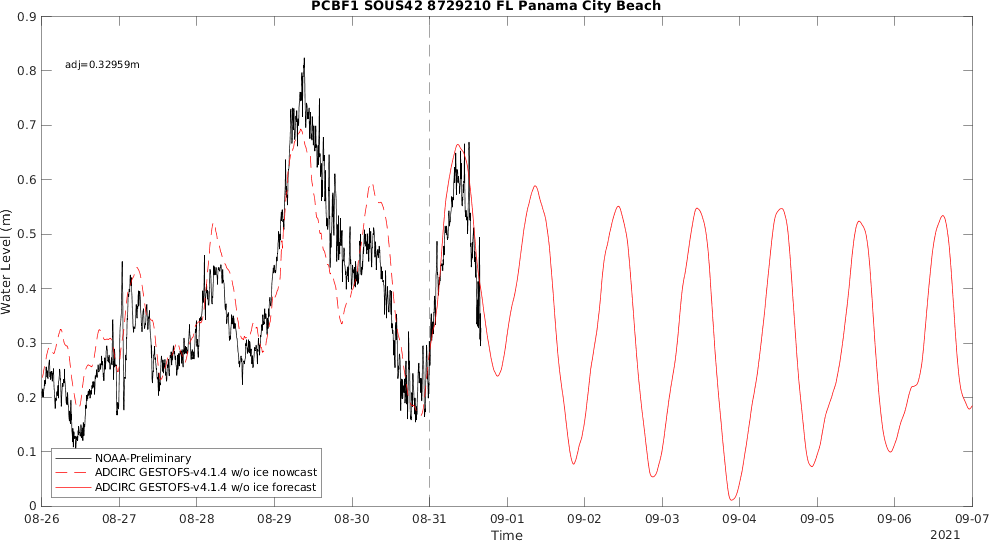 PCBF1 SOUS42 8729210 FL Panama City Beach
0.9
0.8
0.7
0.6
0.5
0.4
0.3
0.2
0.1
0
Water Level (m)
adj=0.32959m
NOAA-Preliminary
ADCIRC GESTOFS-v4.1.4 w/o ice nowcast
ADCIRC GESTOFS-v4.1.4 w/o ice forecast
08-26 08-27 08-28 08-29 08-30 08-31 09-01 09-02 09-03 09-04 09-05 09-06 09-07
Time
2021